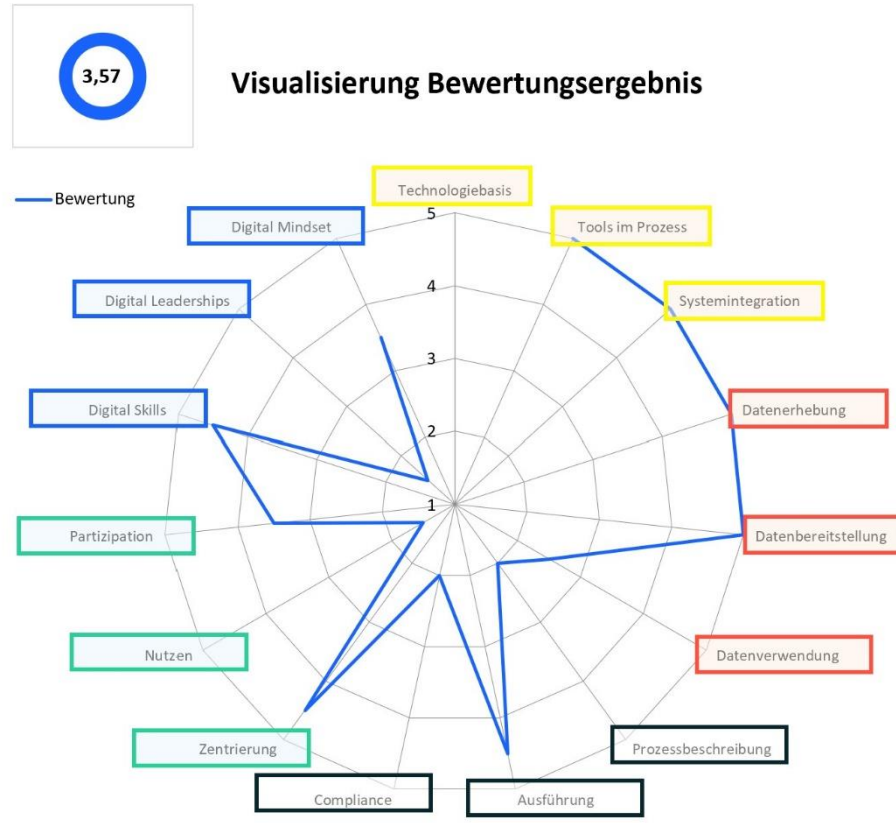 3,57
Visualisierung Bewertungsergebnis
Bewertung
Technologiebasis
Tools im Prozess
Systemintegration
Datenerhebung
Datenbereitstellung
Datenverwendung
Prozessbeschreibung
Ausführung
Compliance
Zentrierung
Nutzen
Partizipation
Digital Skills
Digital Leaderships
Digital Mindset
5
4
3
2
1